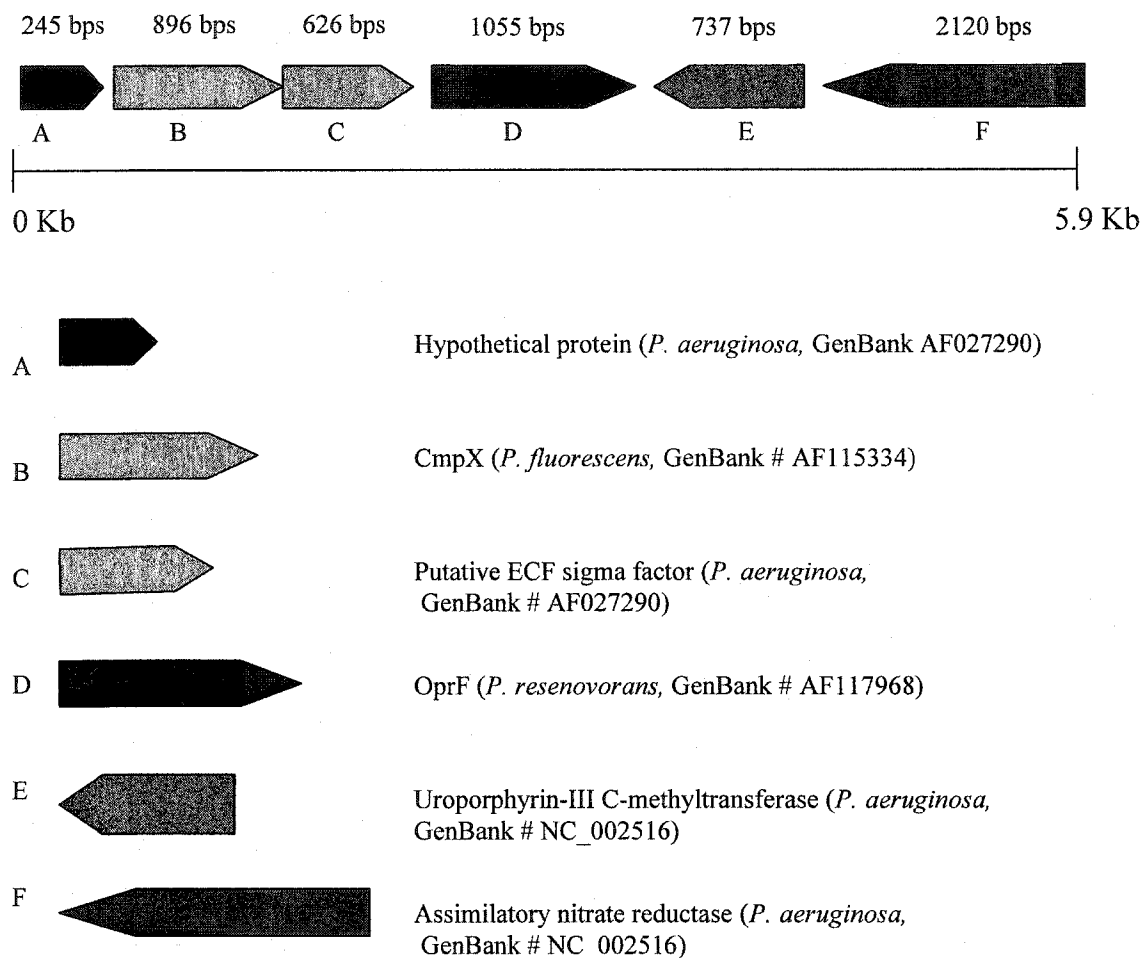 245 bps 896 bps 626 bps 1055 bps 737 bps 2120 bps
A B C D E F
0 Kb 5.9 Kb
A Hypothetical protein (P. aeruginosa, GenBank AF027290)
B CmpX (P. fluorescens, GenBank # AF115334)
C Putative ECF sigma factor (P. aeruginosa,
GenBank # AF027290)
D OprF (P. resenovorans, GenBank # AF117968)
E Uroporphyrin-III C-methyltransferase (P. aeruginosa,
GenBank # NC_002516)
F Assimilatory nitrate reductase (P. aeruginosa,
GenBank # NC_002516)